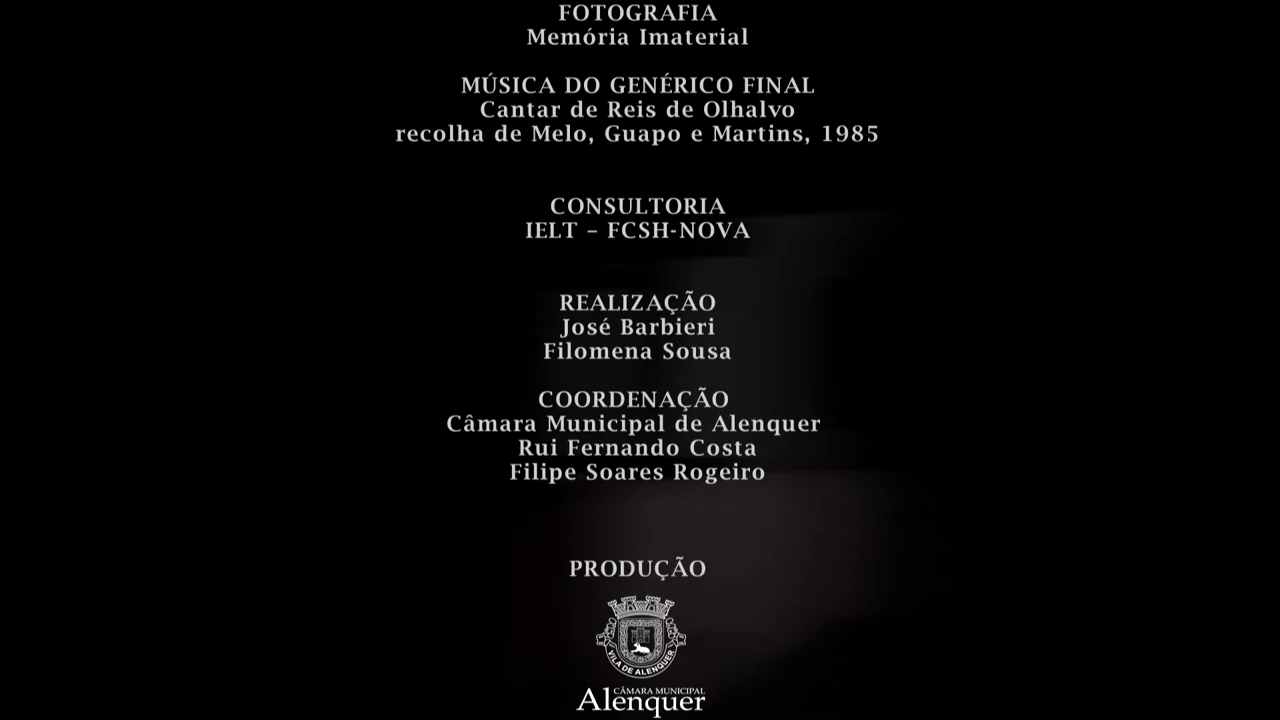 FOTOGRAFIA
Memória Imaterial
MÚSICA DO GENÉRICO FINAL
Cantar de Reis de Olhalvo
recolha de Melo, Guapo e Martins, 1985
CONSULTORIA
IELT – FCSH-NOVA
REALIZAÇÃO
José Barbieri
Filomena Sousa
COORDENAÇÃO
Câmara Municipal de Alenquer
Rui Fernando Costa
Filipe Soares Rogeiro
PRODUÇÃO
VILA DE ALENQUER
CÂMARA MUNICIPAL
Alenquer